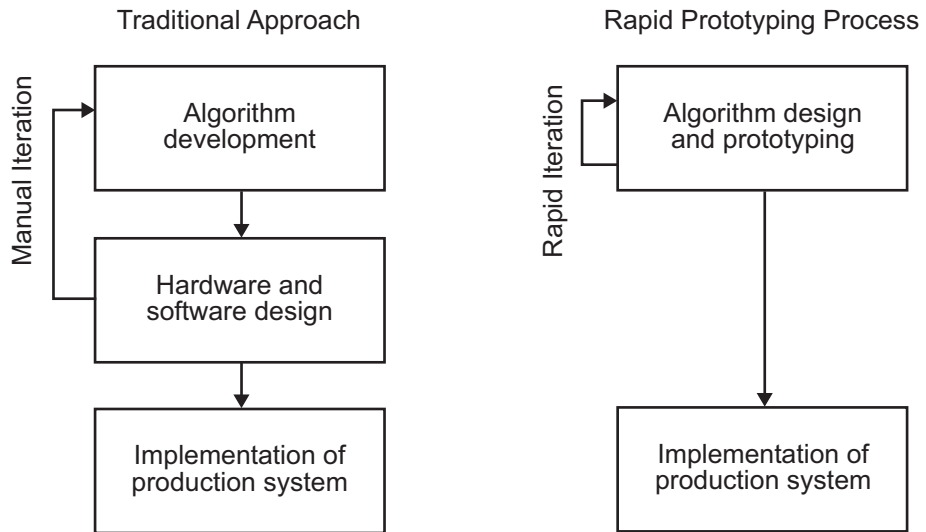 Traditional Approach
Manual Iteration
Algorithm
development
Hardware and
software design
Implementation of
production system
Rapid Prototyping Process
Rapid Iteration
Algorithm design
and prototyping
Implementation of
production system